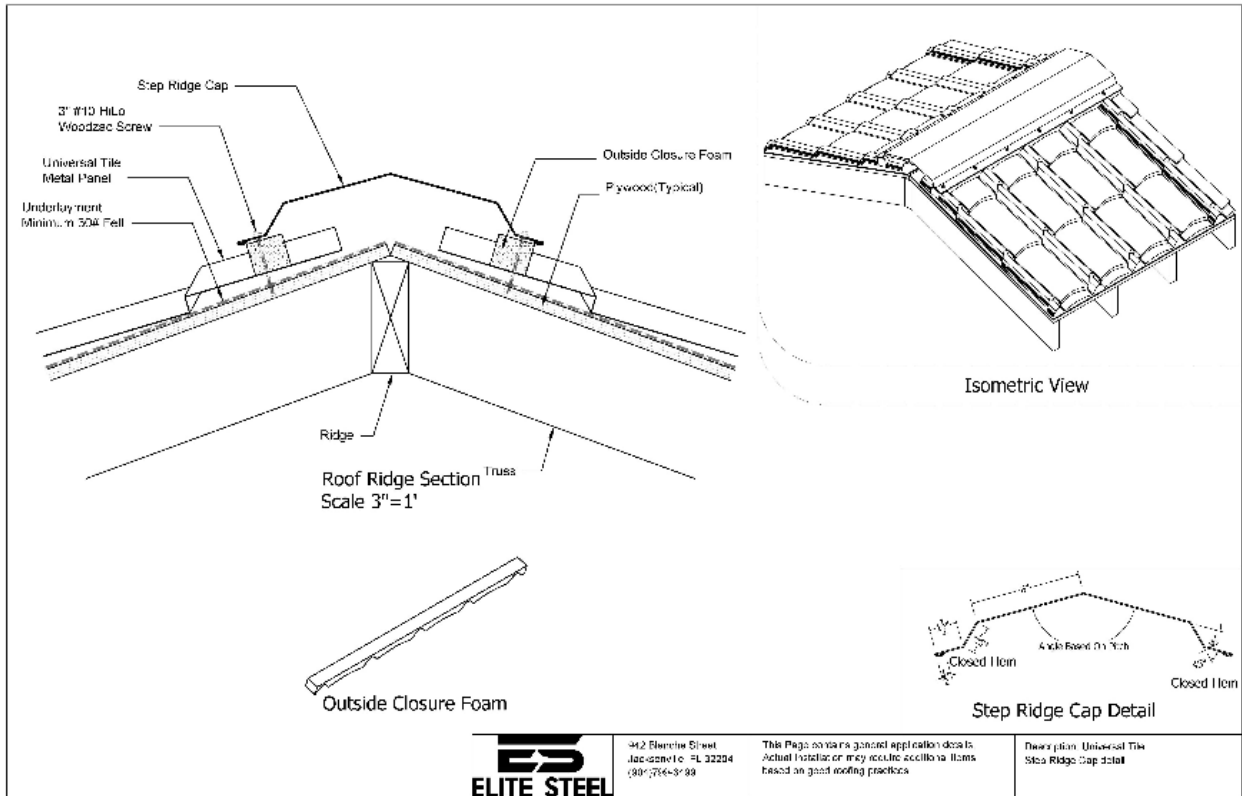 Step Ridge Cap
3" #10 HiLo
Woodzac Screw
Universal Tile
Metal Panel
Underlayment
Minimum 30# Felt
Outside Closure Foam
Plywood(Typical)
Ridge
Truss
Roof Ridge Section
Scale 3"=1'
Isometric View
Outside Closure Foam
Angle Based On Pitch
Closed Hem
Closed Hem
Step Ridge Cap Detail
ES
ELITE STEEL
Street
Jacksonville, FL
This Page contains general application details.
Actual installation may require additional items
based on good roofing practices
Description: Universal Tile
Step Ridge Cap detail